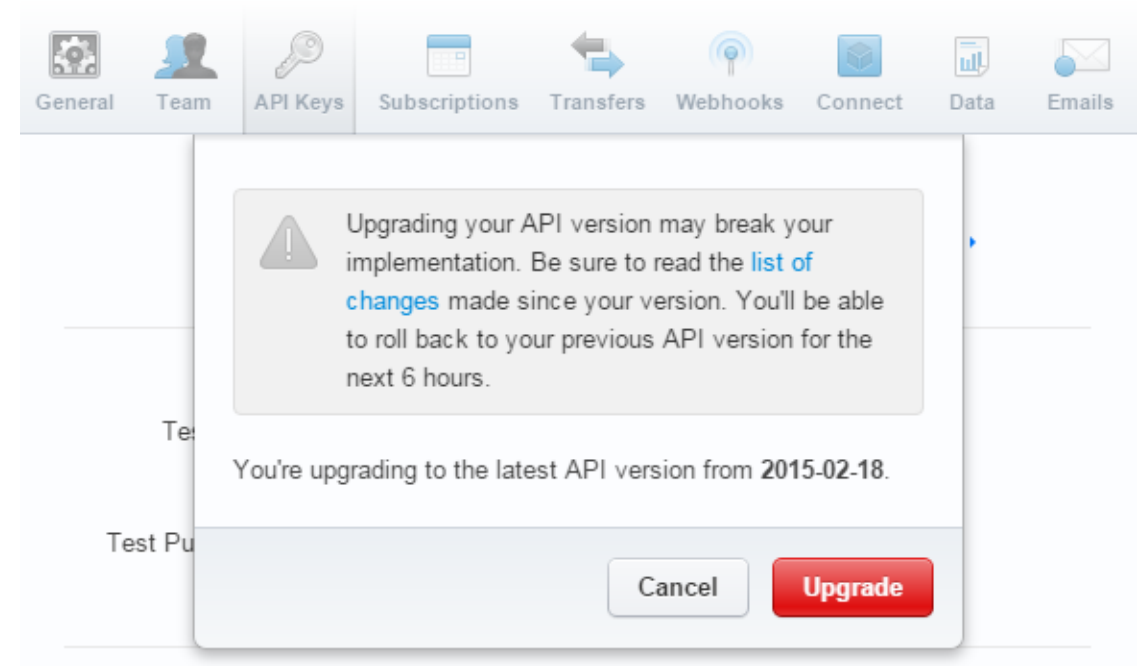 General Team API Keys Subscriptions Transfers Webhooks Connect Data Emails
Upgrading your API version may break your
implementation. Be sure to read the list of
changes made since your version. You'll be able
to roll back to your previous API version for the
next 6 hours.
You're upgrading to the latest API version from 2015-02-18.
Test
Cancel Upgrade